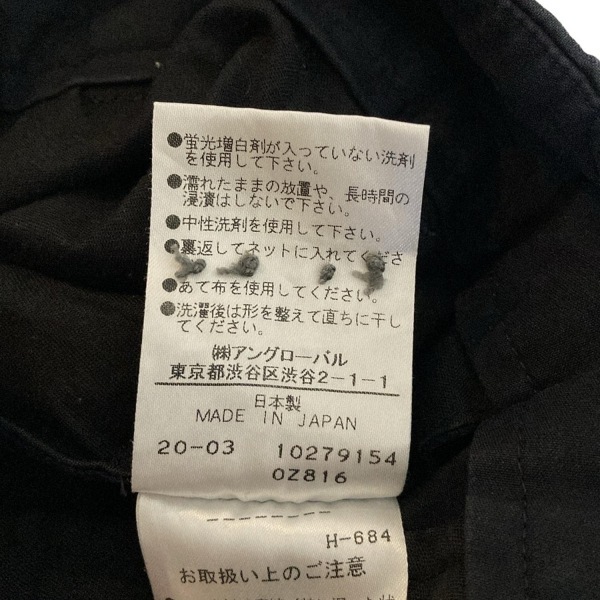 ●蛍光増白剤が入っていない洗剤
を使用して下さい。
●濡れたままの放置や、長時間の
浸漬はしないで下さい。
●中性洗剤を使用して下さい。
●裏返してネットに入れてくださ
●あて布を使用してください。
●洗濯後は形を整えて直ちに干し
てください。
㈱アングローバル
東京都渋谷区渋谷2-1-1
日本製
MADE IN JAPAN
20-03 10279154
0Z816
--------
H-684
お取扱い上のご注意